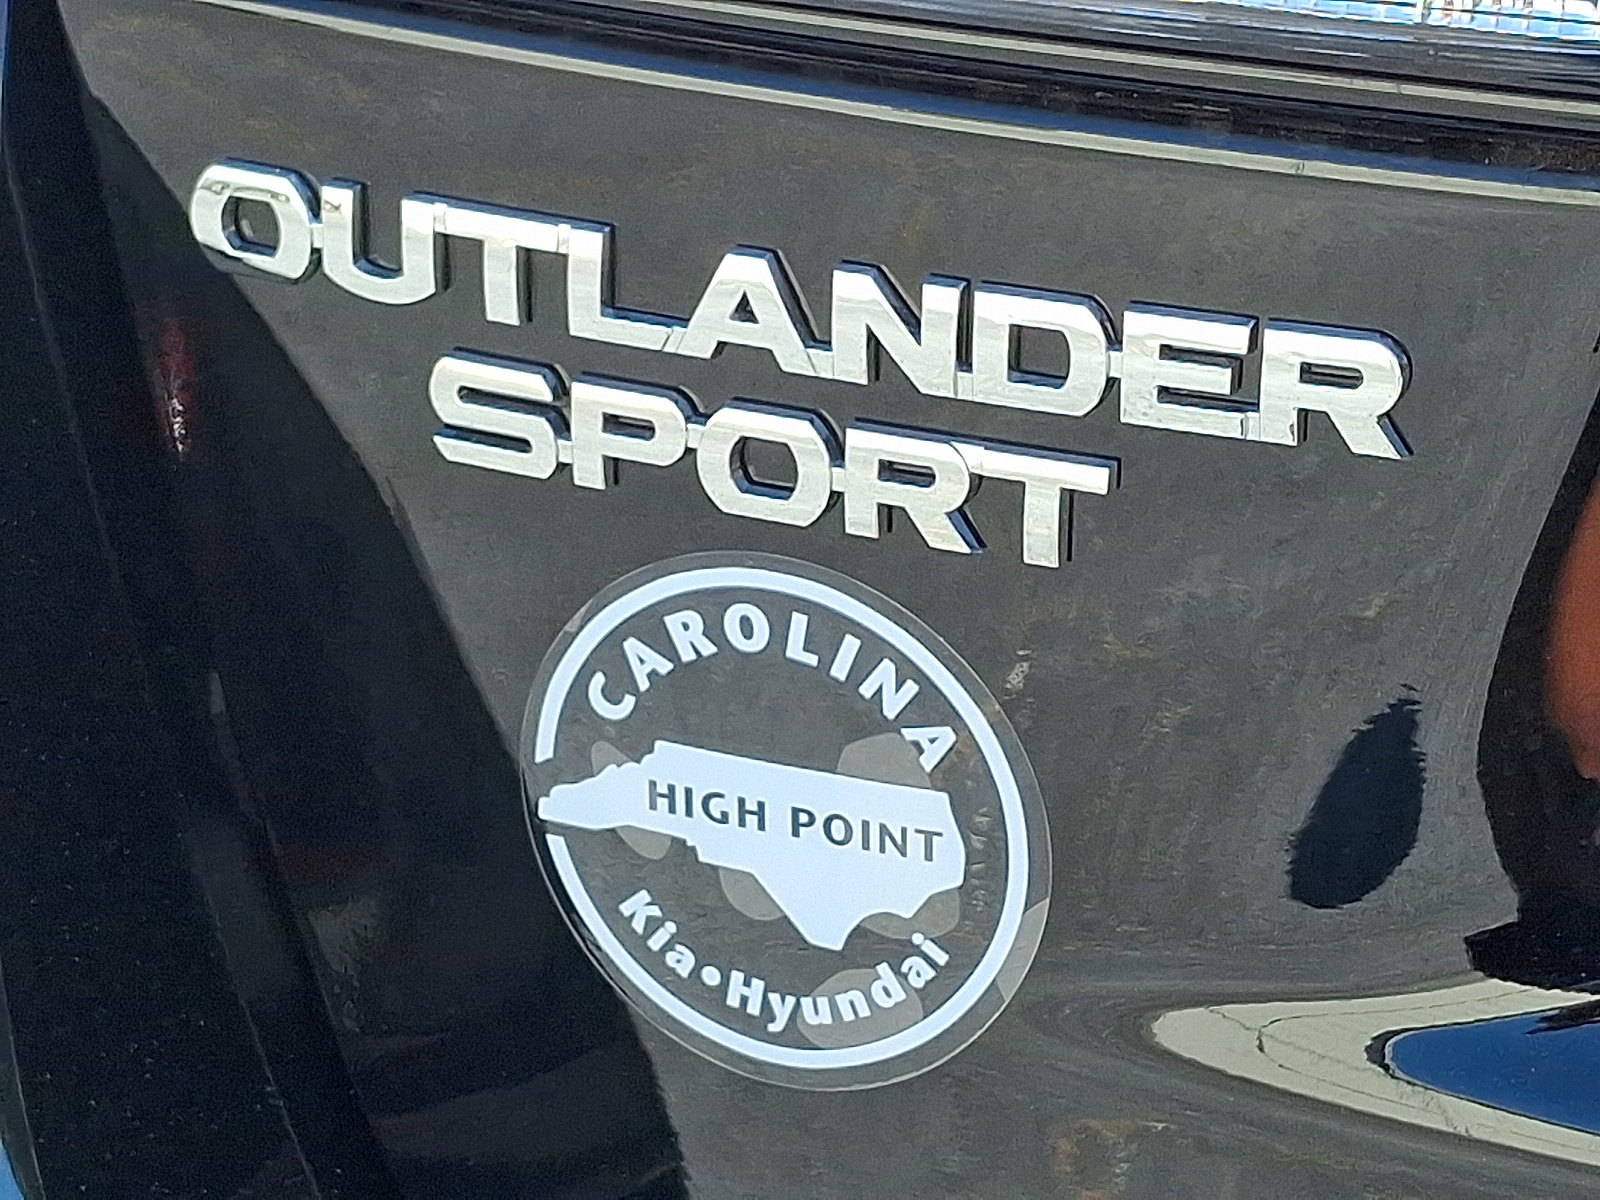 OUTLANDER
SPORT
CAROLINA
HIGH POINT
Kia•Hyundai